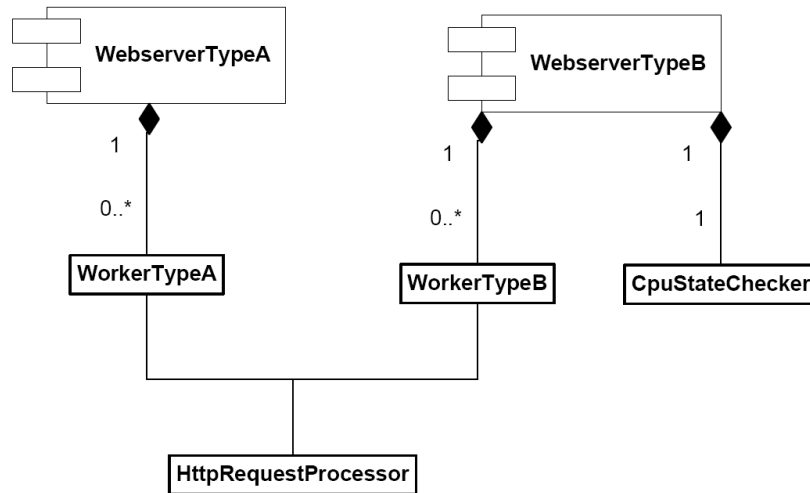 WebserverTypeA
WebserverTypeB
1
1
1
0..*
0..*
1
WorkerTypeA
WorkerTypeB
CpuStateChecker
HttpRequestProcessor